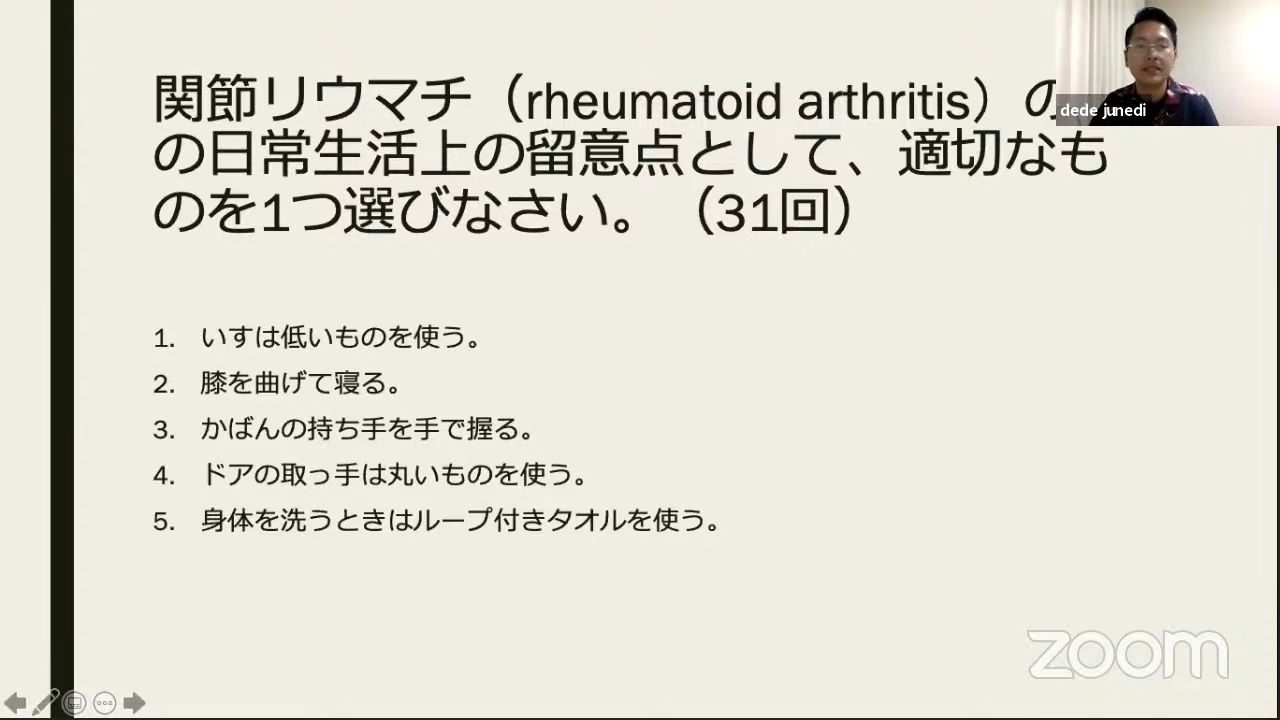 関節リウマチ（rheumatoid arthritis）の
の日常生活上の留意点として、適切なも
のを1つ選びなさい。（31回）
1. いすは低いものを使う。
2. 膝を曲げて寝る。
3. かばんの持ち手を手で握る。
4. ドアの取っ手は丸いものを使う。
5. 身体を洗うときはループ付きタオルを使う。
dede junedi
zoom